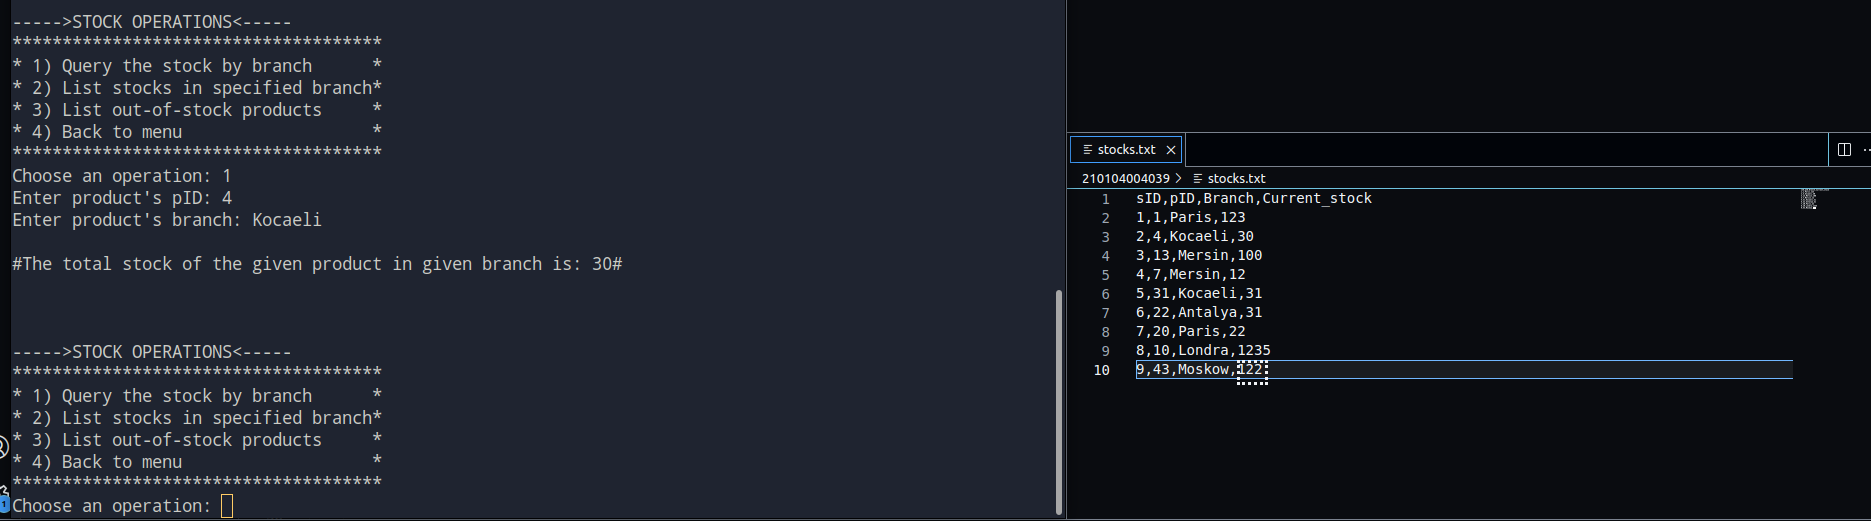 ----->STOCK OPERATIONS<-----
*************************************
* 1) Query the stock by branch      *
* 2) List stocks in specified branch*
* 3) List out-of-stock products     *
* 4) Back to menu                   *
*************************************
Choose an operation: 1
Enter product's pID: 4
Enter product's branch: Kocaeli
#The total stock of the given product in given branch is: 30#
----->STOCK OPERATIONS<-----
*************************************
* 1) Query the stock by branch      *
* 2) List stocks in specified branch*
* 3) List out-of-stock products     *
* 4) Back to menu                   *
*************************************
Choose an operation:
1
stocks.txt
210104004039 > stocks.txt
1 sID,pID,Branch,Current_stock
2 1,1,Paris,123
3 2,4,Kocaeli,30
4 3,13,Mersin,100
5 4,7,Mersin,12
6 5,31,Kocaeli,31
7 6,22,Antalya,31
8 7,20,Paris,22
9 8,10,Londra,1235
10 9,43,Moskow,122